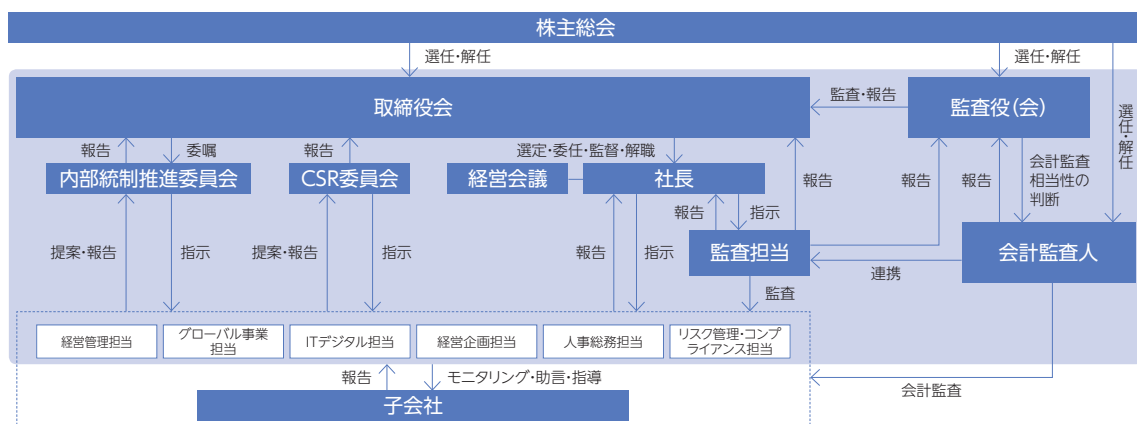 株主総会
選任・解任
選任・解任
選任・解任
取締役会
監査・報告
監査役(会)
報告
委嘱
報告
選定・委任・監督・解職
報告
報告
報告
会計監査
相当性の
判断
内部統制推進委員会
CSR委員会
経営会議
社長
報告
指示
提案・報告
指示
提案・報告
指示
報告
指示
監査担当
連携
会計監査人
監査
経営管理担当
グローバル事業
担当
ITデジタル担当
経営企画担当
人事総務担当
リスク管理・コンプ
ライアンス担当
報告
モニタリング・助言・指導
会計監査
子会社